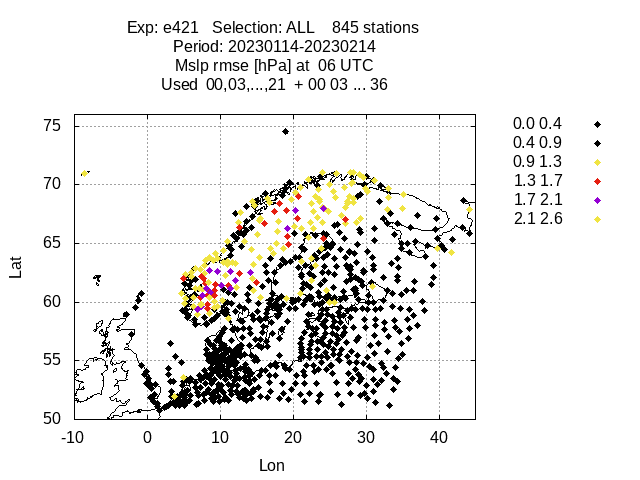 Exp: e421   Selection: ALL    845 stations
Period: 20230114-20230214
Mslp rmse [hPa] at  06 UTC
Used  00,03,...,21  + 00 03 ... 36
75
70
65
60
55
50
Lat
-10 0 10 20 30 40
Lon
0.0 0.4
0.4 0.9
0.9 1.3
1.3 1.7
1.7 2.1
2.1 2.6